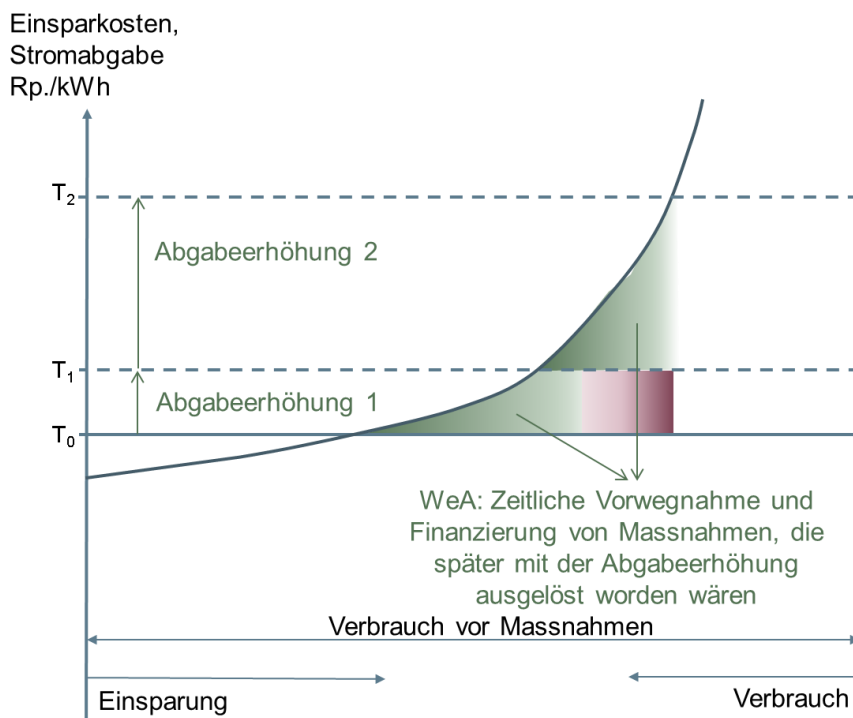 Einsparkosten,
Stromabgabe
Rp./kWh
T2
Abgabeerhöhung 2
T1
Abgabeerhöhung 1
T0
WeA: Zeitliche Vorwegnahme und
Finanzierung von Massnahmen, die
später mit der Abgabeerhöhung
ausgelöst worden wären
Verbrauch vor Massnahmen
Einsparung
Verbrauch